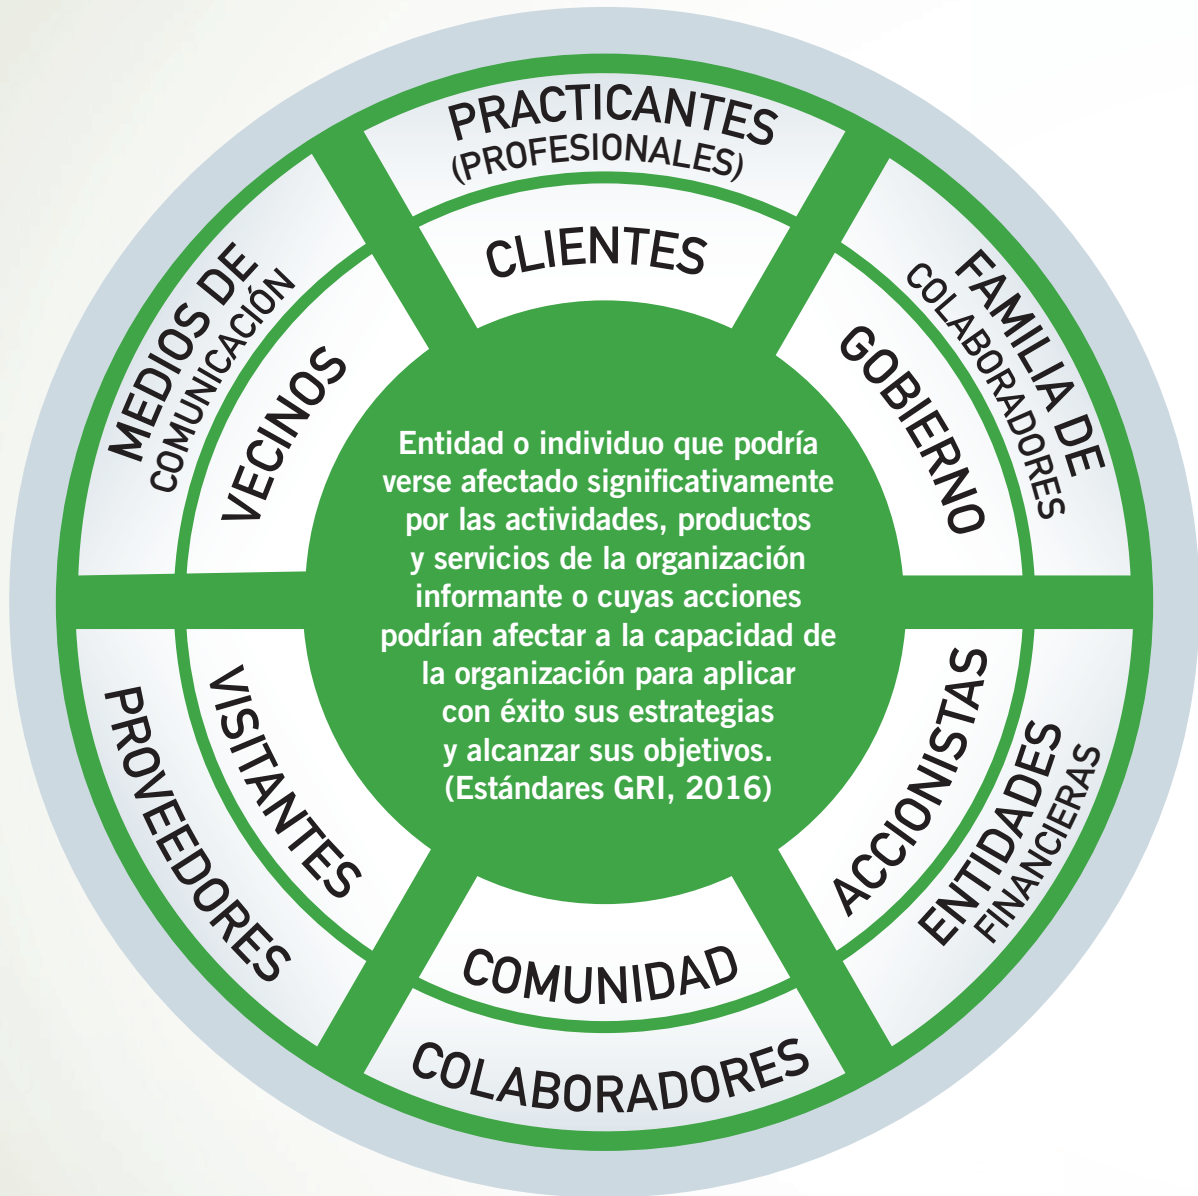 PRACTICANTES
(PROFESIONALES)
CLIENTES
FAMILIA DE
COLABORADORES
GOBIERNO
ENTIDADES
FINANCIERAS
ACCIONISTAS
COMUNIDAD
COLABORADORES
VISITANTES
PROVEEDORES
MEDIOS DE
COMUNICACIÓN
VECINOS
Entidad o individuo que podría
verse afectado significativamente
por las actividades, productos
y servicios de la organización
informante o cuyas acciones
podrían afectar a la capacidad de
la organización para aplicar
con éxito sus estrategias
y alcanzar sus objetivos.
(Estándares GRI, 2016)